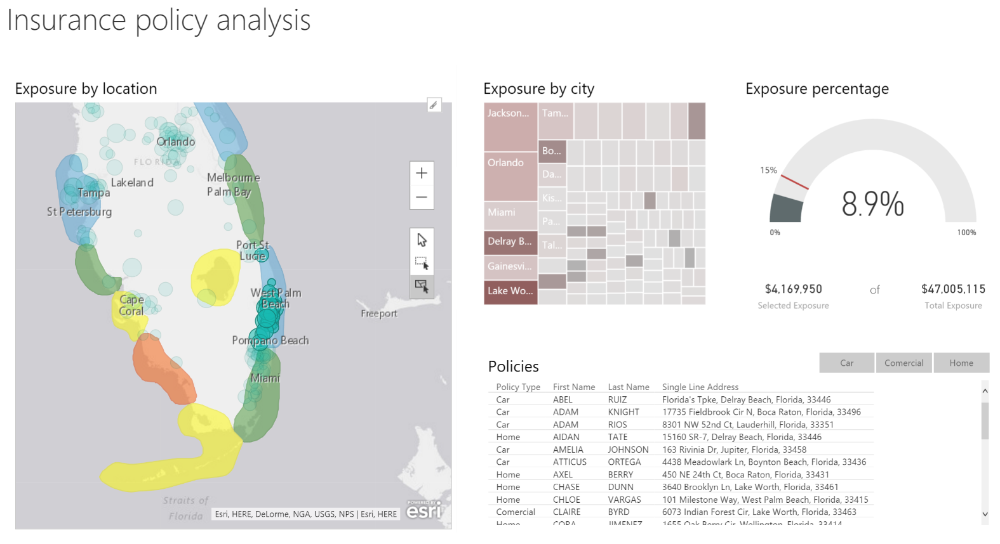 Insurance policy analysis
Exposure by location
Orlando
FLORIDA
Melbourne
Palm Bay
Lakeland
Tampa
St Petersburg
Port St
Lucie
West Palm
Beach
Cape
Coral
Freeport
Pompano Beach
Miami
Straits of
Florida
Esri, HERE, DeLorme, NGA, USGS, NPS | Esri, HERE
POWERED BY
esri
Exposure by city
Jackson...
Tam...
Bo...
Orlando
Da...
Kis...
Miami
Pa...
Delray B...
Tal...
Gainesvi...
Lake Wo...
Exposure percentage
15%
8.9%
0%
100%
$4,169,950 of $47,005,115
Selected Exposure Total Exposure
Policies
Car Comercial Home
Policy Type First Name Last Name Single Line Address
Car ABEL RUIZ Florida's Tpke, Delray Beach, Florida, 33446
Car ADAM KNIGHT 17735 Fieldbrook Cir N, Boca Raton, Florida, 33496
Car ADAM RIOS 8301 NW 52nd Ct, Lauderhill, Florida, 33351
Home AIDAN TATE 15160 SR-7, Delray Beach, Florida, 33446
Car AMELIA JOHNSON 163 Rivinia Dr, Jupiter, Florida, 33458
Car ATTICUS ORTEGA 4438 Meadowlark Ln, Boynton Beach, Florida, 33436
Home AXEL BERRY 450 NE 24th Ct, Boca Raton, Florida, 33431
Home CHASE DUNN 3640 Brooklyn Ln, Lake Worth, Florida, 33461
Home CHLOE VARGAS 101 Milestone Way, West Palm Beach, Florida, 33415
Comercial CLAIRE BYRD 6073 Indian Forest Cir, Lake Worth, Florida, 33463
Home CORA JIMENEZ 1655 Oak Berry Cir, Wellington, Florida, 33414